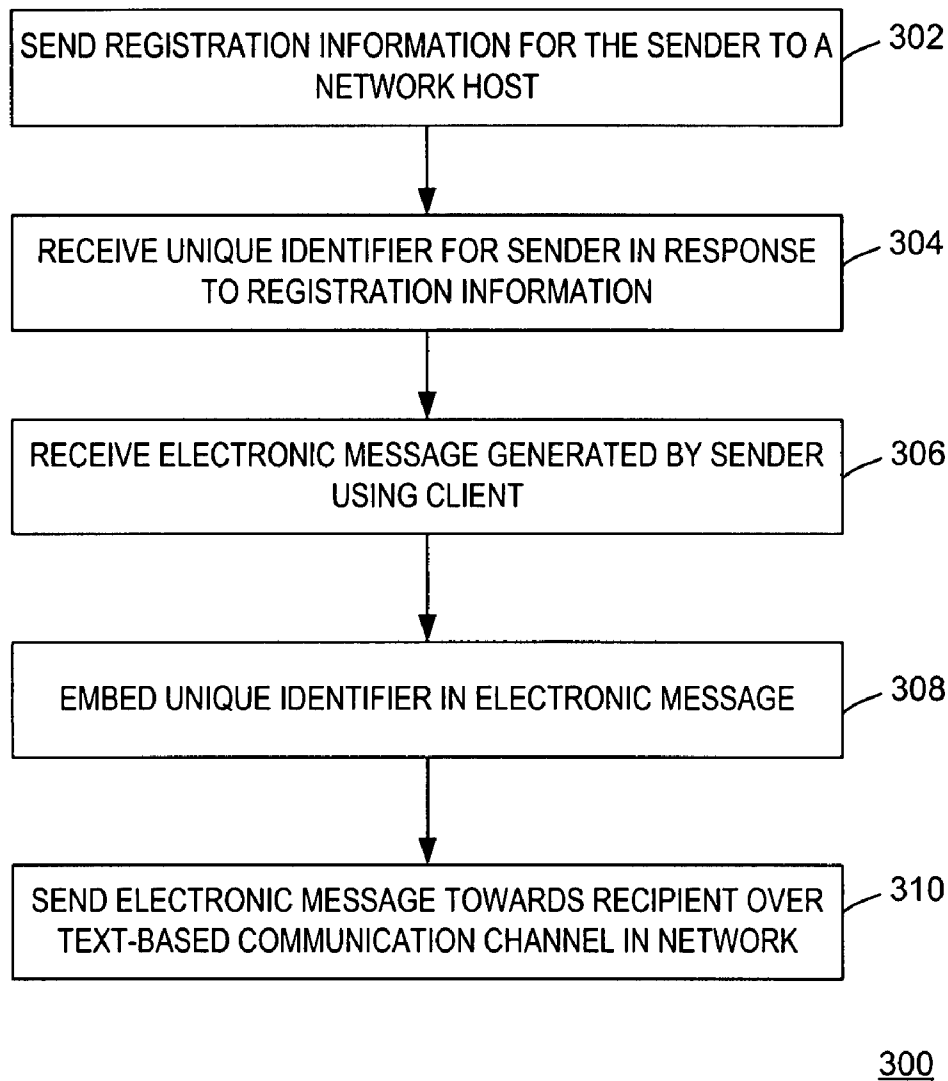 SEND REGISTRATION INFORMATION FOR THE SENDER TO A
NETWORK HOST
302
RECEIVE UNIQUE IDENTIFIER FOR SENDER IN RESPONSE
TO REGISTRATION INFORMATION
304
RECEIVE ELECTRONIC MESSAGE GENERATED BY SENDER
USING CLIENT
306
EMBED UNIQUE IDENTIFIER IN ELECTRONIC MESSAGE
308
SEND ELECTRONIC MESSAGE TOWARDS RECIPIENT OVER
TEXT-BASED COMMUNICATION CHANNEL IN NETWORK
310
300